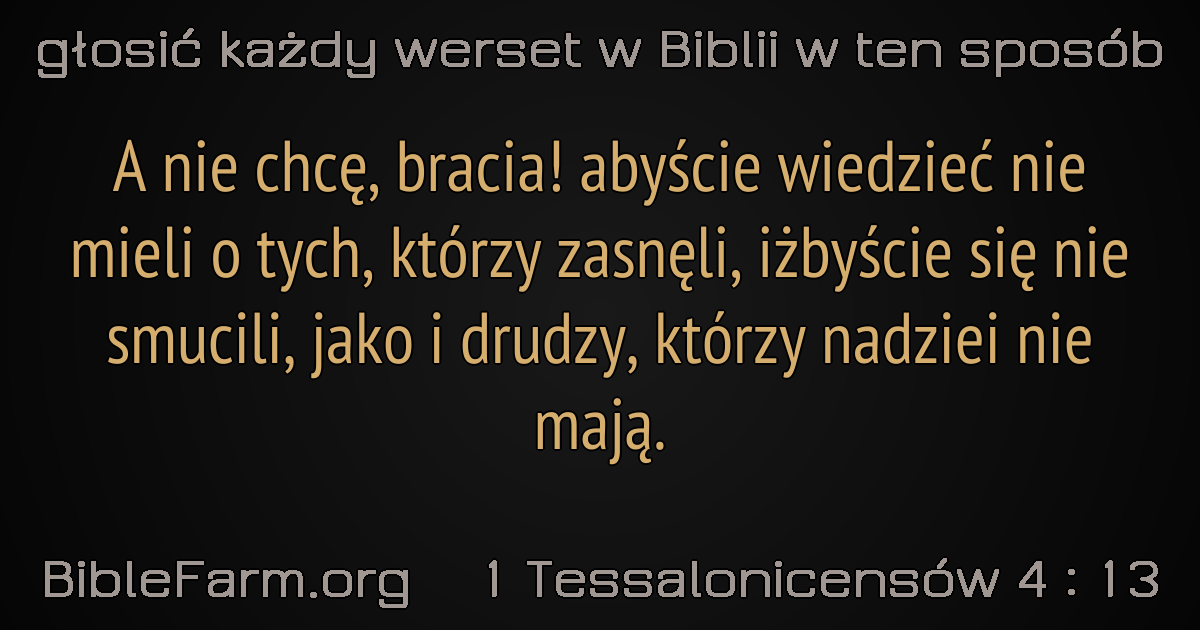 głosić każdy werset w Biblii w ten sposób
A nie chcę, bracia! abyście wiedzieć nie
mieli o tych, którzy zasnęli, iżbyście się nie
smucili, jako i drudzy, którzy nadziei nie
mają.
BibleFarm.org 1 Tessalonicensów 4 : 13